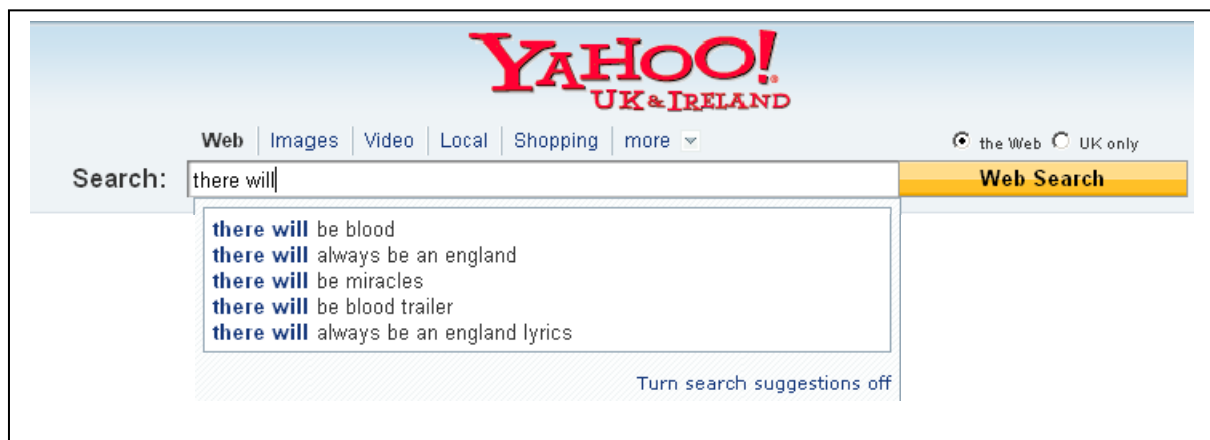 YAHOO!
UK & IRELAND
Web Images Video Local Shopping more the Web UK only
Search: there will Web Search
there will be blood
there will always be an england
there will be miracles
there will be blood trailer
there will always be an england lyrics
Turn search suggestions off